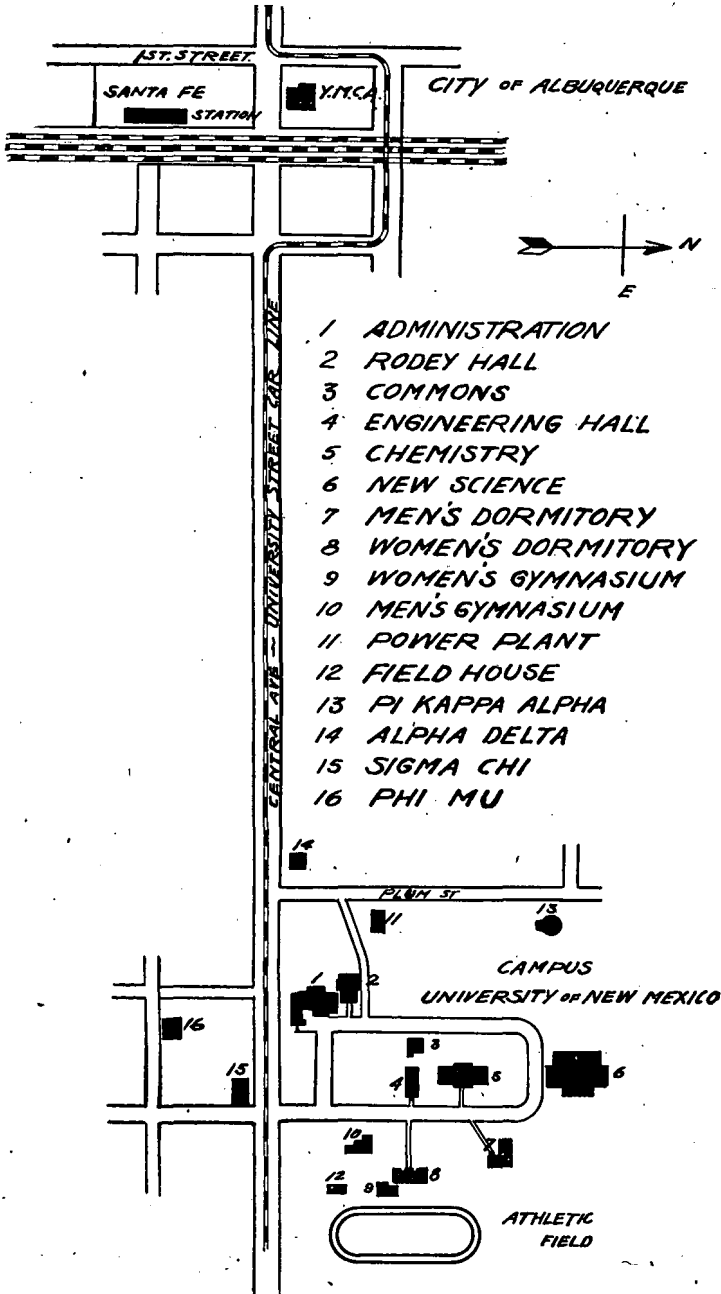 1ST. STREET.
SANTA FE
STATION
Y.M.C.A.
CITY OF ALBUQUERQUE
N
E
CENTRAL AVE ~ UNIVERSITY STREET CAR LINE
1 ADMINISTRATION
2 RODEY HALL
3 COMMONS
4 ENGINEERING HALL
5 CHEMISTRY
6 NEW SCIENCE
7 MEN'S DORMITORY
8 WOMEN'S DORMITORY
9 WOMEN'S GYMNASIUM
10 MEN'S GYMNASIUM
11 POWER PLANT
12 FIELD HOUSE
13 PI KAPPA ALPHA
14 ALPHA DELTA
15 SIGMA CHI
16 PHI MU
14
PLUM ST
11
13
CAMPUS
UNIVERSITY OF NEW MEXICO
1
2
16
3
15
4
5
6
10
7
8
12
9
ATHLETIC
FIELD